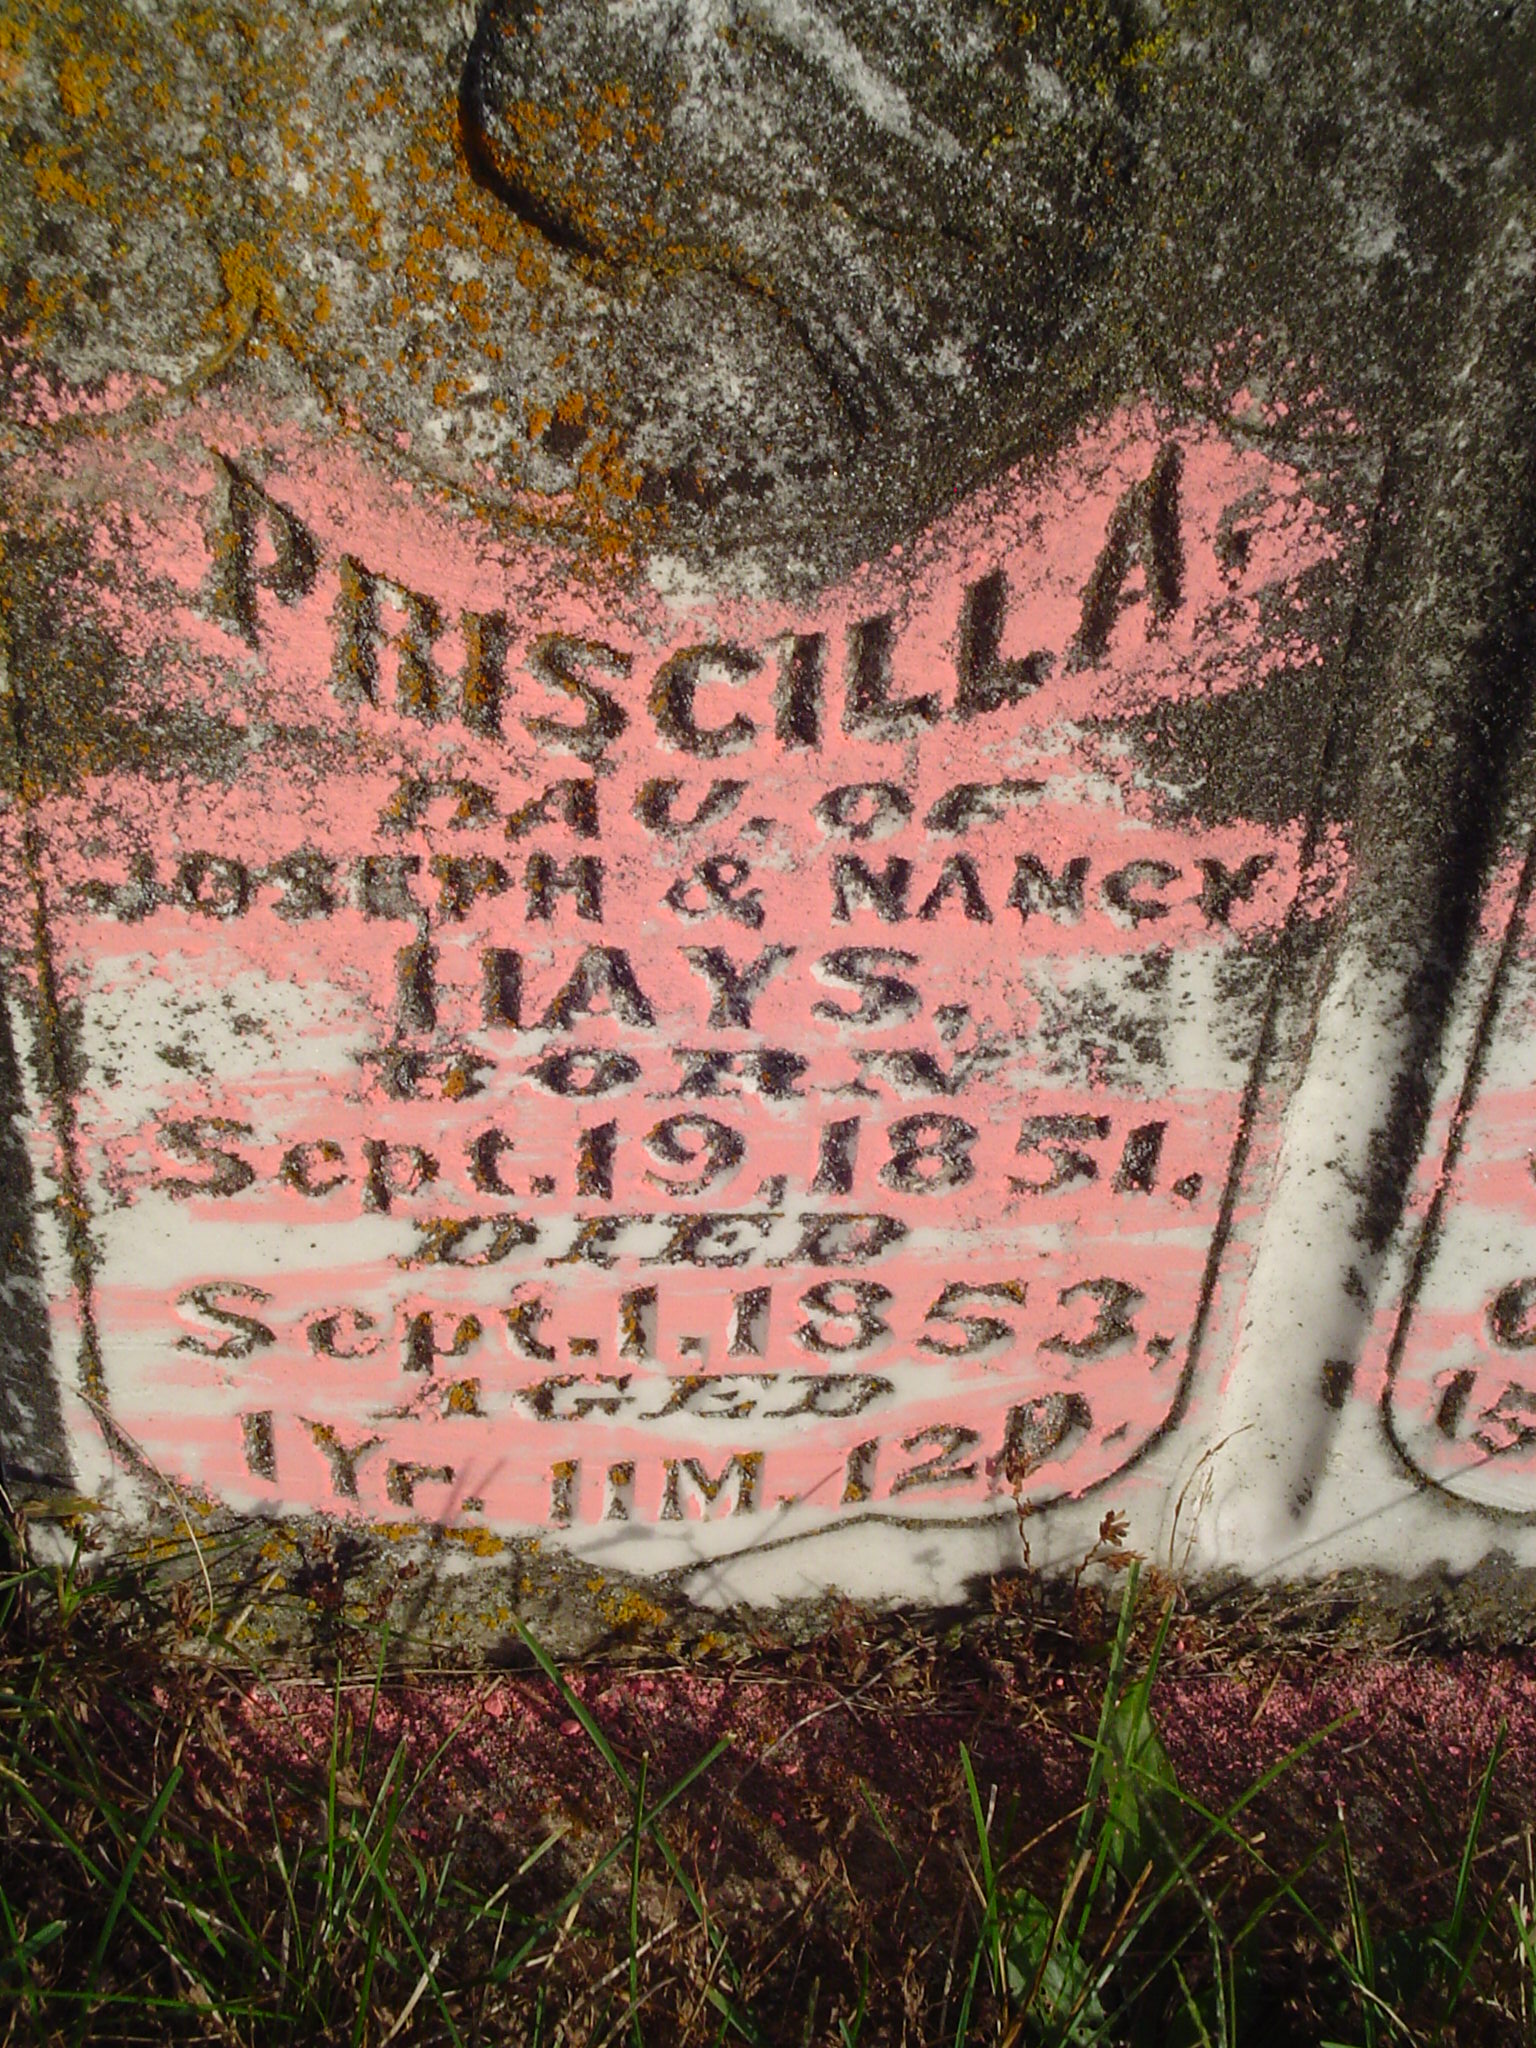 PRISCILLA.
DAU. OF
JOSEPH & NANCY
HAYS,
BORN
Sept. 19, 1851.
DIED
Sept. 1, 1853,
AGED
1 Yr. 11 M. 12 D.